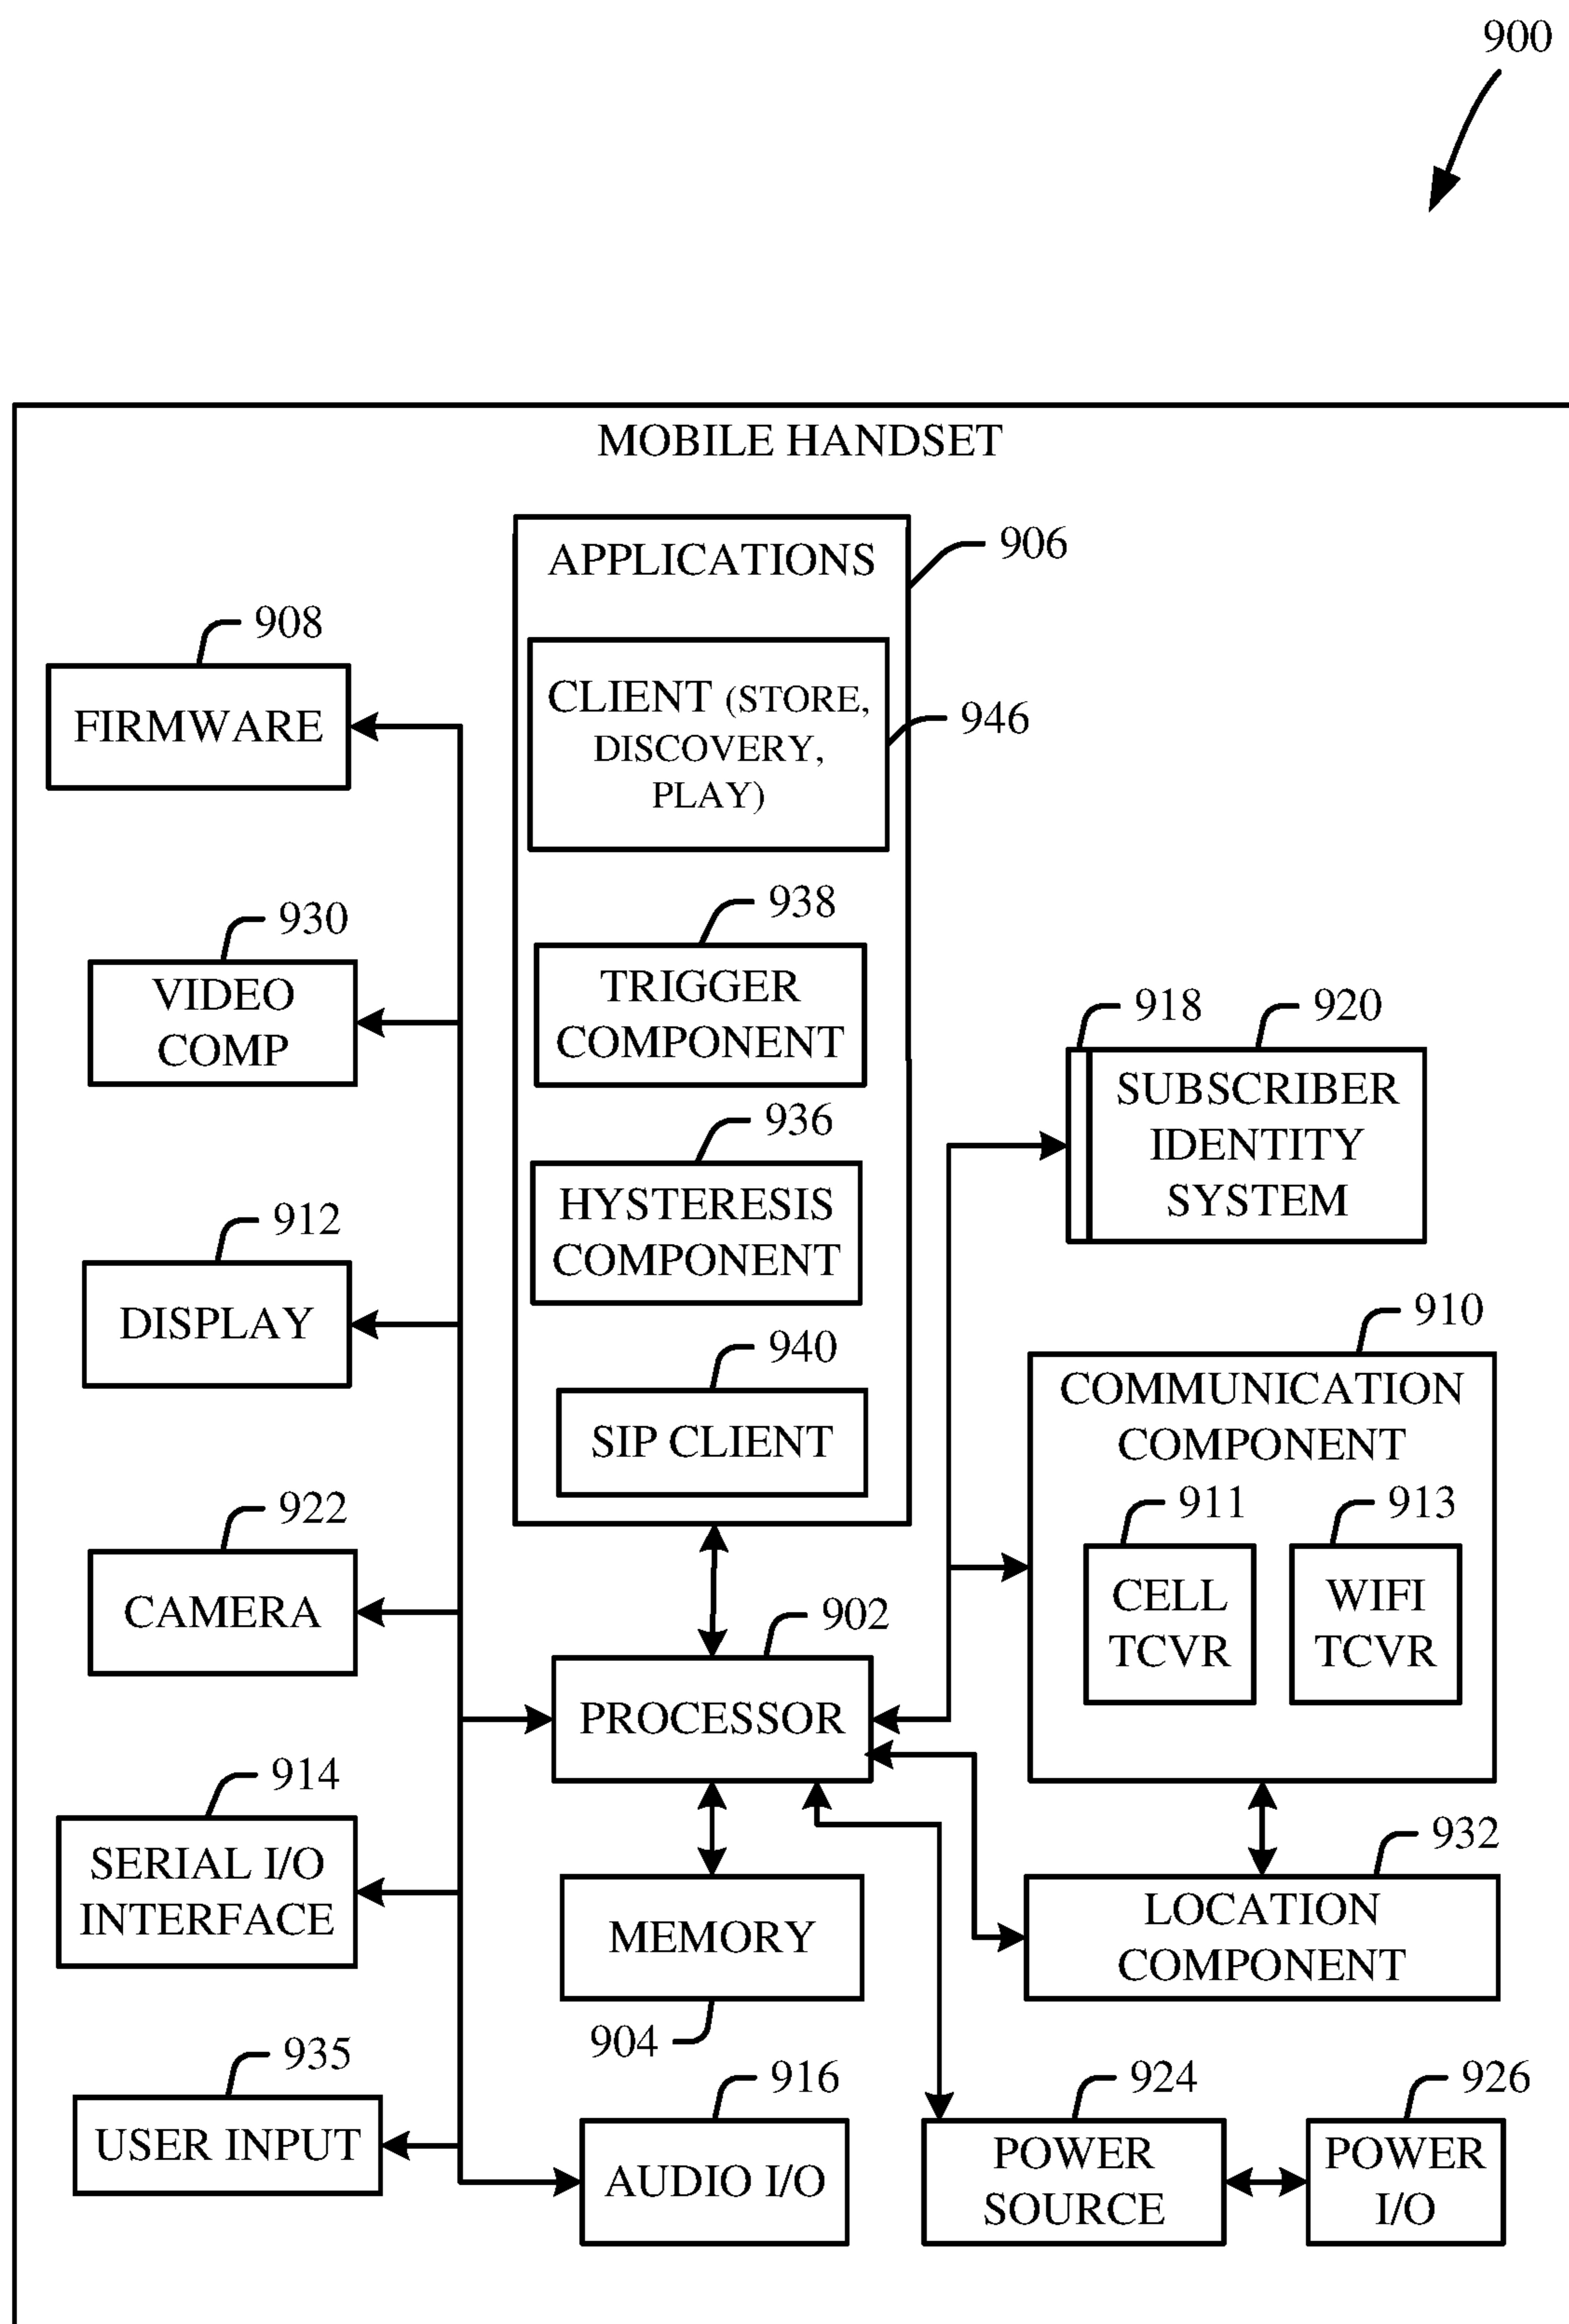 900
MOBILE HANDSET
APPLICATIONS
906
908
FIRMWARE
CLIENT (STORE,
DISCOVERY,
PLAY)
946
930
VIDEO
COMP
938
TRIGGER
COMPONENT
918
920
SUBSCRIBER
IDENTITY
SYSTEM
936
HYSTERESIS
COMPONENT
912
DISPLAY
940
SIP CLIENT
910
COMMUNICATION
COMPONENT
911
CELL
TCVR
913
WIFI
TCVR
922
CAMERA
902
PROCESSOR
914
SERIAL I/O
INTERFACE
MEMORY
904
932
LOCATION
COMPONENT
935
USER INPUT
916
AUDIO I/O
924
POWER
SOURCE
926
POWER
I/O